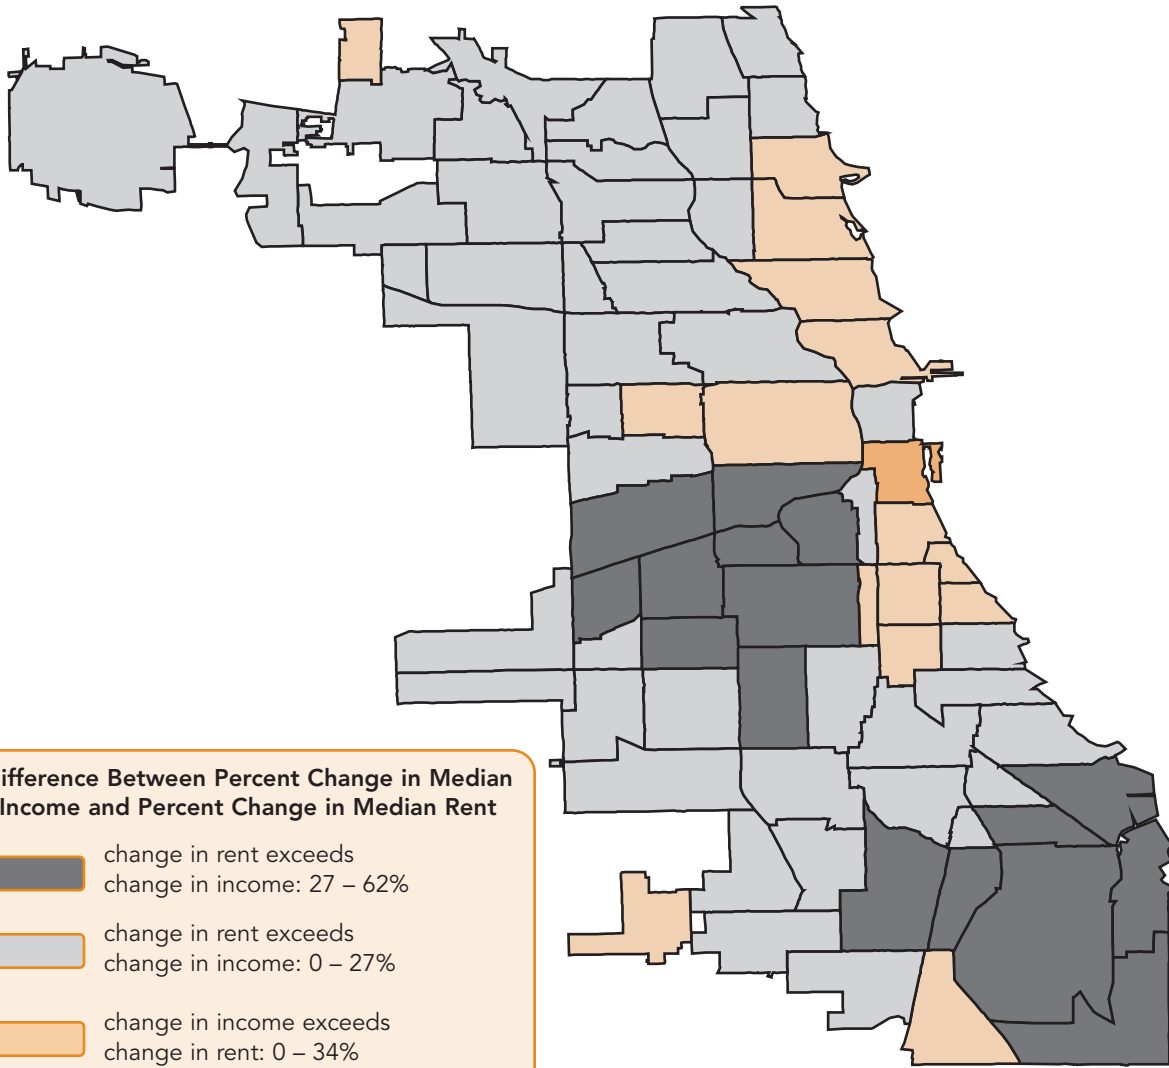 ifference Between Percent Change in Median
Income and Percent Change in Median Rent
change in rent exceeds
change in income: 27 – 62%
change in rent exceeds
change in income: 0 – 27%
change in income exceeds
change in rent: 0 – 34%